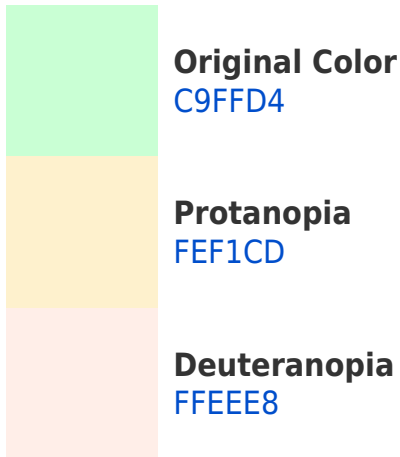 Original Color
C9FFD4
Protanopia
FEF1CD
Deuteranopia
FFEEE8